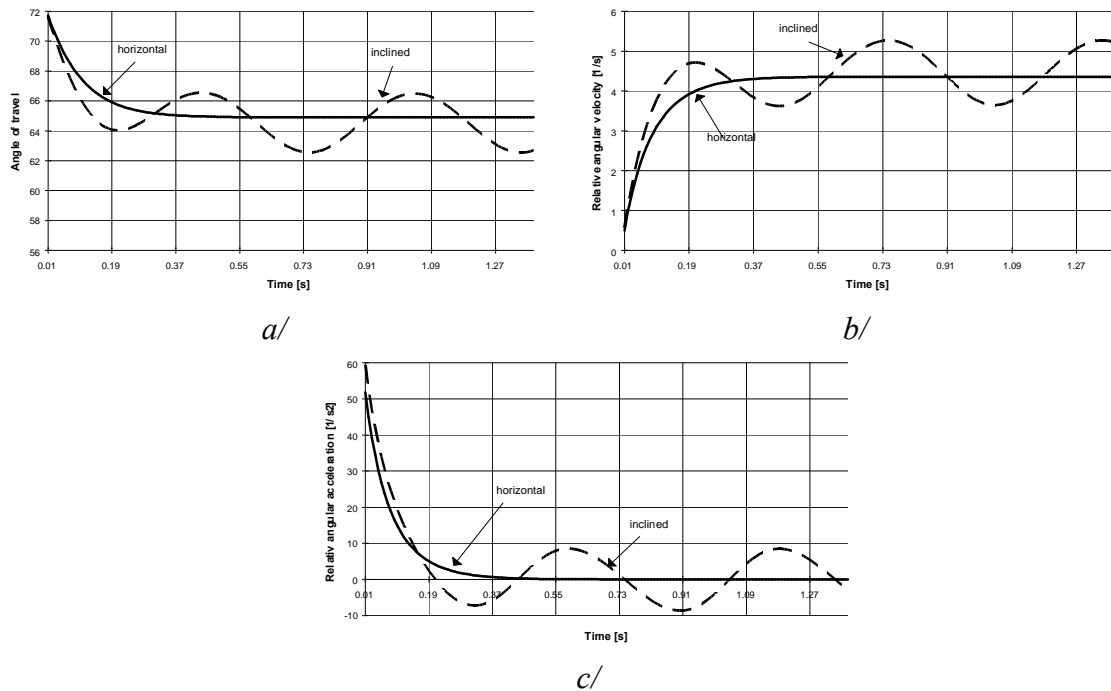 72
70
68
66
64
62
60
58
56
Angle of travel
horizontal
inclined
0.01 0.19 0.37 0.55 0.73 0.91 1.09 1.27
Time [s]
a/
6
5
4
3
2
1
0
Relative angular velocity [1/s]
inclined
horizontal
0.01 0.19 0.37 0.55 0.73 0.91 1.09 1.27
Time [s]
b/
60
50
40
30
20
10
0
-10
Relativ angular acceleration [1/s2]
horizontal
inclined
0.01 0.19 0.37 0.55 0.73 0.91 1.09 1.27
Time [s]
c/